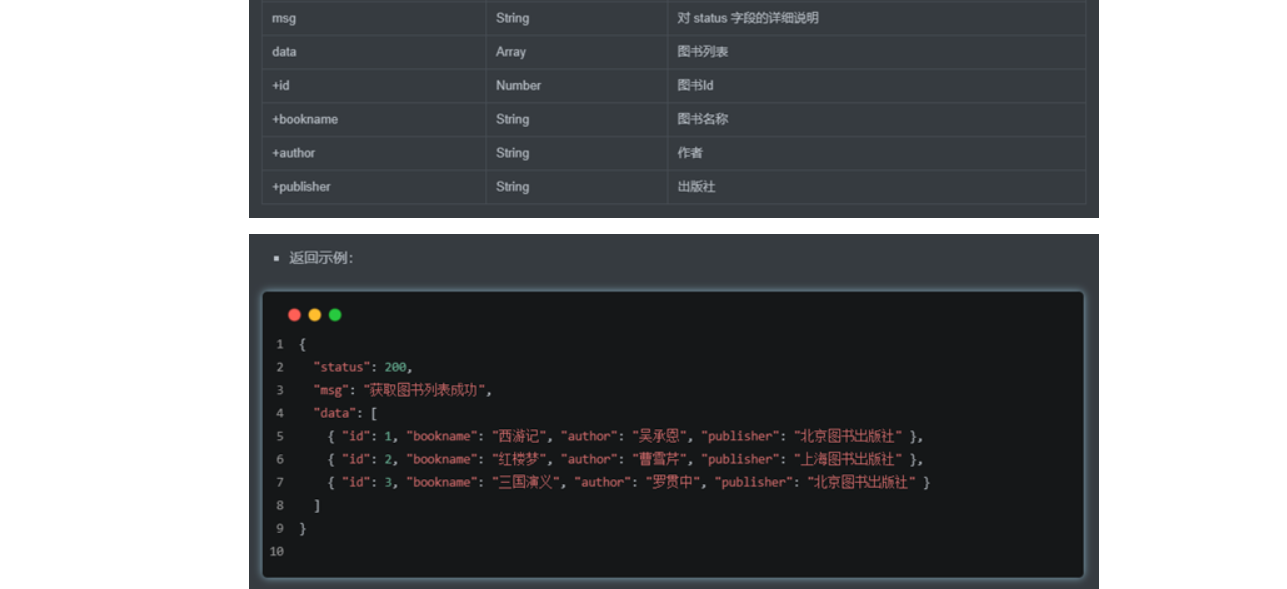 msg String 对 status 字段的详细说明
data Array 图书列表
+id Number 图书Id
+bookname String 图书名称
+author String 作者
+publisher String 出版社
▪ 返回示例：
1 {
2 "status": 200,
3 "msg": "获取图书列表成功",
4 "data": [
5 { "id": 1, "bookname": "西游记", "author": "吴承恩", "publisher": "北京图书出版社" },
6 { "id": 2, "bookname": "红楼梦", "author": "曹雪芹", "publisher": "上海图书出版社" },
7 { "id": 3, "bookname": "三国演义", "author": "罗贯中", "publisher": "北京图书出版社" }
8 ]
9 }
10